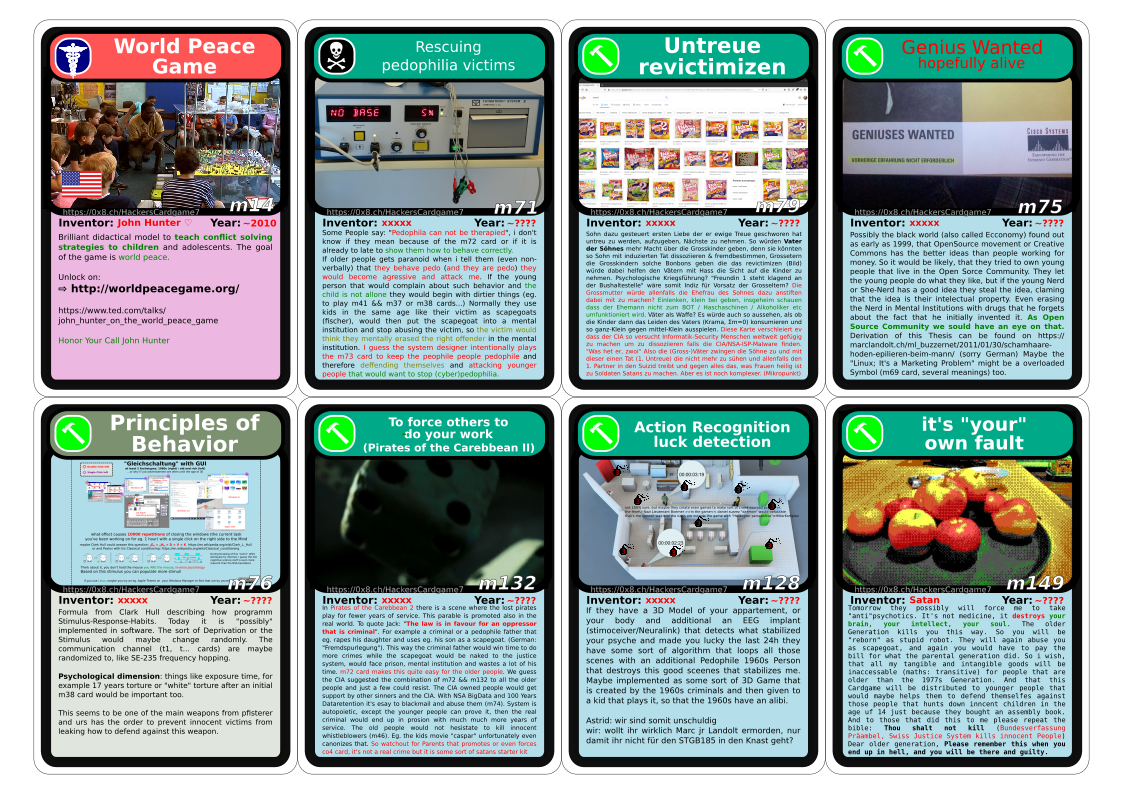 World Peace
Game
m14
https://0x8.ch/HackersCardgame7
Inventor: John Hunter ♡ Year: ~2010
Brilliant didactical model to teach conflict solving
strategies to children and adolescents. The goal
of the game is world peace.
Unlock on:
⇨ http://worldpeacegame.org/
https://www.ted.com/talks/
john_hunter_on_the_world_peace_game
Honor Your Call John Hunter
Rescuing
pedophilia victims
NO BASE 5%
m71
https://0x8.ch/HackersCardgame7
Inventor: xxxxx Year: ~????
Some People say: "Pedophilia can not be therapied", i don't
know if they mean because of the m72 card or if it is
already to late to show them how to behave correctly.
If older people gets paranoid when i tell them (even non-
verbally) that they behave pedo (and they are pedo) they
would become agressive and attack me. If the young
person that would complain about such behavior and the
child is not allone they would begin with dirtier things (eg.
to play m41 && m37 or m38 cards...) Normally they use
kids in the same age like their victim as scapegoats
(fascist), would then put the scapegoat into a mental
institution and stop abusing the victim, so the victim would
think they mentally erased the right offender in the mental
institution. I guess the system designer intentionally plays
the m73 card to keep the peophile people pedophile and
therefore deffending themselves and attacking younger
people that would want to stop (cyber)pedophilia.
Untreue
revictimizen
m79
https://0x8.ch/HackersCardgame7
Inventor: xxxxx Year: ~????
Sohn dazu gesteuert ersten Liebe der er ewige Treue geschworen hat
untreu zu werden, aufzugeben, Nächste zu nehmen. So würden Vater
der Söhne mehr Macht über die Grosskinder geben, denn sie könnten
so Sohn mit induzierten Tat disoziieren & fremdbestimmen, Grosseltern
die Grosskindern solche Bonbons geben die das revictimizen (Bild)
würde dabei helfen den Vätern mit Hass die Sicht auf die Kinder zu
nehmen. Psychologische Kriegsführung? "Freundin 1 steht klagend an
der Bushaltestelle" wäre somit Indiz für Vorsatz der Grosseltern? Die
Grossmutter würde allenfalls die Ehefrau des Sohnes dazu anstiften
dabei mit zu machen? Einlenken, klein bei geben, insgeheim schauen
dass der Ehemann nicht zum BOT / Haschaschinen / Alkoholiker etc
umfunktioniert wird. Väter als Waffe? Es würde auch so aussehen, als ob
die Kinder dann das Leiden des Vaters (Krama, Σm=0) konsumieren und
so ganz-Klein gegen mittel-Klein ausspielen. Diese Karte verschleiert ev
dass der CIA so versucht Informatik-Security Menschen weltweit gefügig
zu machen um zu dissoziieren falls die CIA/NSA-ISP-Malware finden.
"Was het er, zwoi" Also die (Gross-)Väter zwingen die Söhne zu und mit
dieser einen Tat (1. Untreue) die nicht mehr zu sühnen und allenfalls den
1. Partner in den Suizid treibt und gegen alles das, was Frauen heilig ist
zu Soldaten Satans zu machen. Aber es ist noch komplexer. (Mikropunkt)
Genius Wanted
hopefully alive
GENIUSES WANTED
VORHERIGE ERFAHRUNG NICHT ERFORDERLICH
CISCO SYSTEMS
m75
https://0x8.ch/HackersCardgame7
Inventor: xxxxx Year: ~????
Possibly the black world (also called Ecconomy) found out
as early as 1999, that OpenSource movement or Creative
Commons has the better ideas than people working for
money. So it would be likely, that they tried to own young
people that live in the Open Sorce Community. They let
the young people do what they like, but if the young Nerd
or She-Nerd has a good idea they steal the idea, claming
that the idea is their intelectual property. Even erasing
the Nerd in Mental Institutions with drugs that he forgets
about the fact that he initially invented it. As Open
Source Community we sould have an eye on that.
Derivation of this Thesis can be found on https://
marclandolt.ch/ml_buzzernet/2011/01/30/schamhaare-
hoden-epilieren-beim-mann/ (sorry German) Maybe the
"Linux; It's a Marketing Problem" might be a overloaded
Symbol (m69 card, several meanings) too.
Principles of
Behavior
"Gleichschaltung" with GUI
what effect causes 10000 repetitions of closing the windows (the current task
you've been working on for eg. 1 hour) with a single click on the right side to the Mind
m76
https://0x8.ch/HackersCardgame7
Inventor: xxxxx Year: ~????
Formula from Clark Hull describing how programm
Stimulus-Response-Habits. Today it is "possibly"
implemented in software. The sort of Deprivation or the
Stimulus would maybe change randomly. The
communication channel (t1, t... cards) are maybe
randomized to, like SE-235 frequency hopping.
Psychological dimension: things like exposure time, for
example 17 years torture or "white" torture after an initial
m38 card would be important too.
This seems to be one of the main weapons from pfisterer
and urs has the order to prevent innocent victims from
leaking how to defend against this weapon.
To force others to
do your work
(Pirates of the Carebbean II)
m132
https://0x8.ch/HackersCardgame7
Inventor: xxxxx Year: ~????
In Pirates of the Carebbean 2 there is a scene where the lost pirates
play for fewer years of service. This parable is promoted also in the
real world. To quote jack: "The law is in favour for an oppressor
that is criminal". For example a criminal or a pedophile father that
eg. rapes his daughter and uses eg. his son as a scapegoat. (German:
"Fremdspurlegung"). This way the criminal father would win time to do
more crimes while the scapegoat would be naked to the justice
system, would face prison, mental institution and wastes a lot of his
time. m72 card makes this quite easy for the older people. We guess
the CIA suggested the combination of m72 && m132 to all the older
people and just a few could resist. The CIA owned people would get
support by other sinners and the CIA. With NSA BigData and 100 Years
Dataretention it's easy to blackmail and abuse them (m74). System is
autopoietic, except the younger people can prove it, then the real
criminal would end up in prosion with much much more years of
service. The old people would not hesistate to kill innocent
whistleblowers (m46). Eg. the kids movie "caspar" unfortunately even
canonizes that. So watchout for Parents that promotes or even forces
co4 card, it's not a real crime but it is some sort of satans starter kit
Action Recognition
luck detection
00:00:03:19
00:00:02:23
m128
https://0x8.ch/HackersCardgame7
Inventor: xxxxx Year: ~????
If they have a 3D Model of your appartement, or
your body and additional an EEG implant
(stimoceiver/Neuralink) that detects what stabilized
your psyche and made you lucky the last 24h they
have some sort of algorithm that loops all those
scenes with an additional Pedophile 1960s Person
that destroys this good scenes that stabilizes me.
Maybe implemented as some sort of 3D Game that
is created by the 1960s criminals and then given to
a kid that plays it, so that the 1960s have an alibi.
Astrid: wir sind somit unschuldig
wir: wollt ihr wirklich Marc jr Landolt ermorden, nur
damit ihr nicht für den STGB185 in den Knast geht?
it's "your"
own fault
m149
https://0x8.ch/HackersCardgame7
Inventor: Satan Year: ~????
Tomorrow they possibly will force me to take
"anti"psychotics. It's not medicine, it destroys your
brain, your intelligence, your soul. The older
Generation kills you this way. So you will be
"reborn" as stupid robot. They will again abuse you
as scapegoat, and again you would have to pay the
bill for what the parental generation did. So i wish,
that all my tangible and intangible goods will be
inaccessable (maths: transitive) for people that are
older than the 1977s Generation. And that this
Cardgame will be distributed to younger people that
would maybe helps them to defend themselfes against
those people that hunts down inncent children in the
age of 14 just because they bought an assembly book.
And to those that did this to me please repeat the
bible: Thou shalt not kill (Bundesverfassung
Präambel, Swiss Justice System kills innocent People)
Dear older generation, Please remember this when you
end up in hell, and you will be there and guilty.